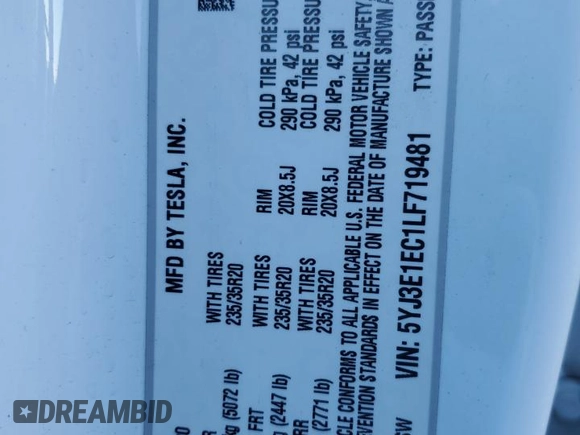 MFD BY TESLA, INC.
WITH TIRES RIM COLD TIRE PRESSU
kg (5072 lb) 235/35R20 20X8.5J 290 kPa, 42 psi
FRT WITH TIRES RIM COLD TIRE PRESSU
(2447 lb) 235/35R20 20X8.5J 290 kPa, 42 psi
RR WITH TIRES
(2771 lb) 235/35R20
CLE CONFORMS TO ALL APPLICABLE U.S. FEDERAL MOTOR VEHICLE SAFETY,
VENTION STANDARDS IN EFFECT ON THE DATE OF MANUFACTURE SHOWN A
VIN: 5YJ3E1EC1LF719481 TYPE: PASS
DREAMBID